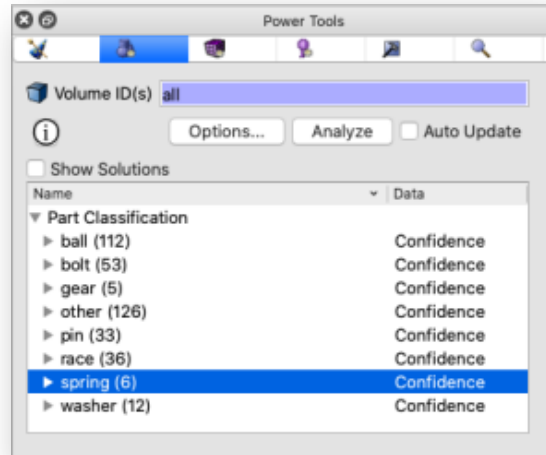 Power Tools
Volume ID(s) all
Options... Analyze Auto Update
Show Solutions
Name Data
Part Classification
ball (112) Confidence
bolt (53) Confidence
gear (5) Confidence
other (126) Confidence
pin (33) Confidence
race (36) Confidence
spring (6) Confidence
washer (12) Confidence